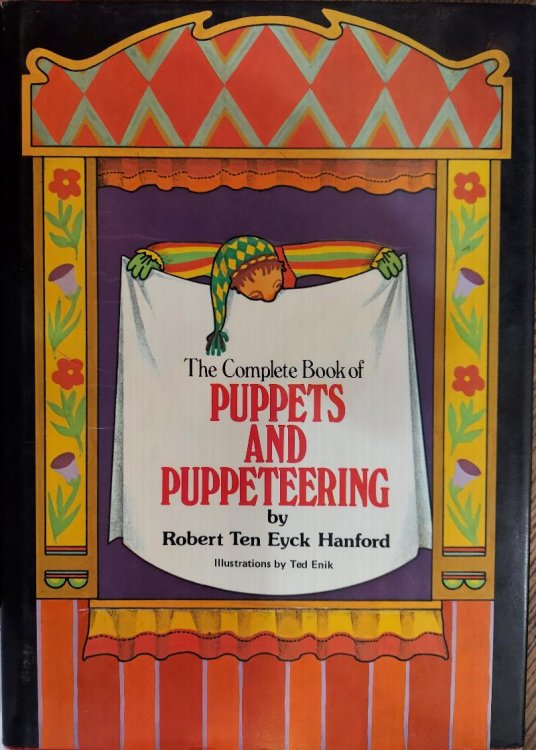 The Complete Book of
PUPPETS
AND
PUPPETEERING
by
Robert Ten Eyck Hanford
Illustrations by Ted Enik